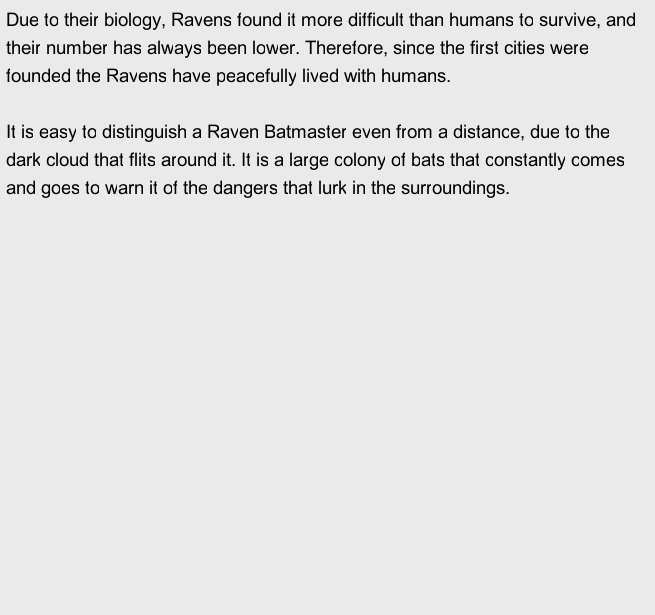 Due to their biology, Ravens found it more difficult than humans to survive, and
their number has always been lower. Therefore, since the first cities were
founded the Ravens have peacefully lived with humans.

It is easy to distinguish a Raven Batmaster even from a distance, due to the
dark cloud that flits around it. It is a large colony of bats that constantly comes
and goes to warn it of the dangers that lurk in the surroundings.